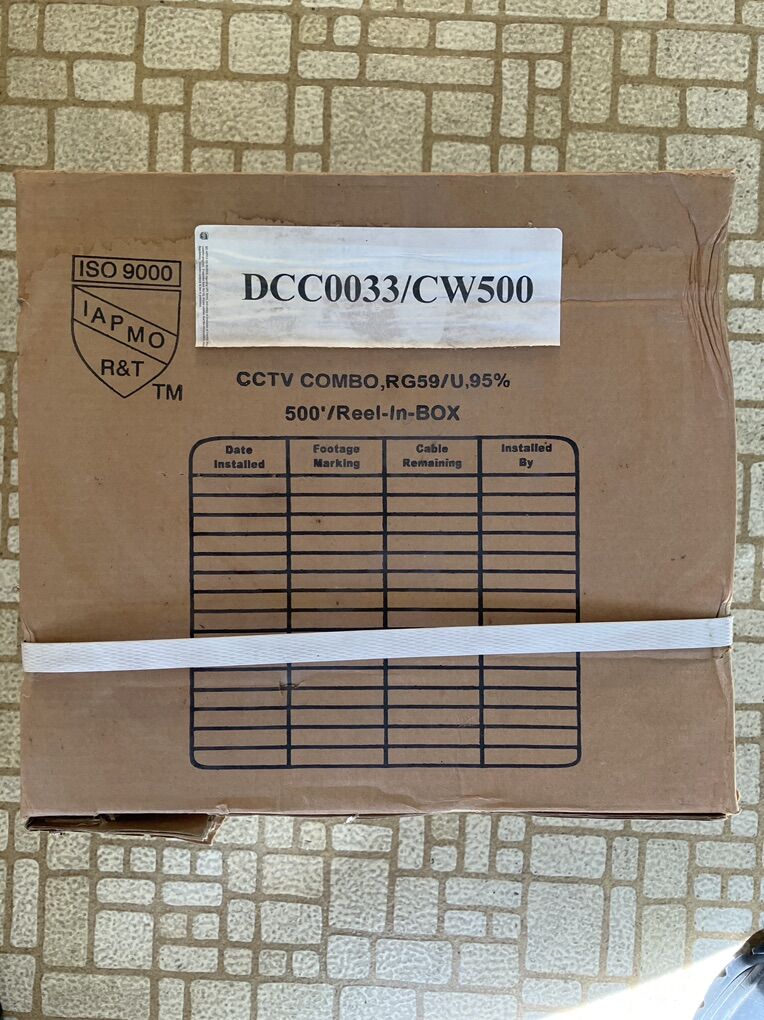 DCC0033/CW500
ISO 9000
IAPMO
R&T
TM
CCTV COMBO,RG59/U,95%
500'/Reel-In-BOX
Date Installed
Footage Marking
Cable Remaining
Installed By